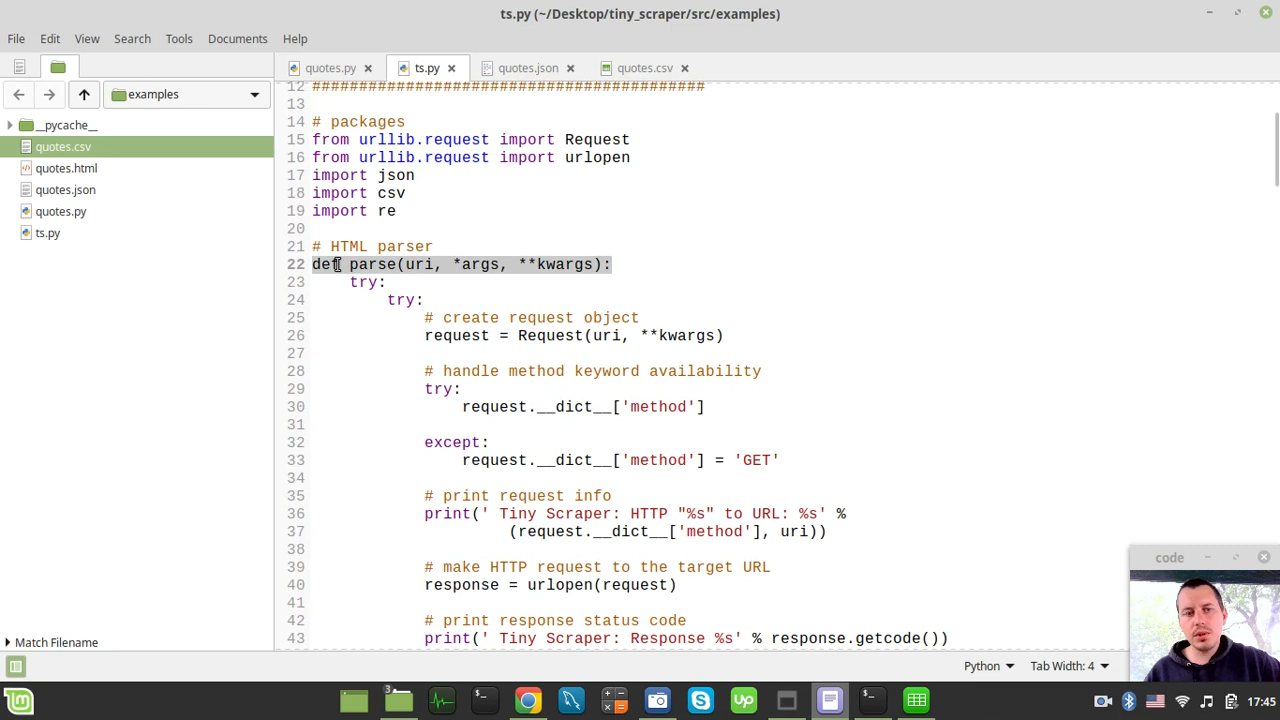 ts.py (~/Desktop/tiny_scraper/src/examples)
File Edit View Search Tools Documents Help
quotes.py ts.py quotes.json quotes.csv
examples
__pycache__
quotes.csv
quotes.html
quotes.json
quotes.py
ts.py
12 ##########################################
13
14 # packages
15 from urllib.request import Request
16 from urllib.request import urlopen
17 import json
18 import csv
19 import re
20
21 # HTML parser
22 def parse(uri, *args, **kwargs):
23 try:
24 try:
25 # create request object
26 request = Request(uri, **kwargs)
27
28 # handle method keyword availability
29 try:
30 request.__dict__['method']
31
32 except:
33 request.__dict__['method'] = 'GET'
34
35 # print request info
36 print(' Tiny Scraper: HTTP "%s" to URL: %s' %
37 (request.__dict__['method'], uri))
38
39 # make HTTP request to the target URL
40 response = urlopen(request)
41
42 # print response status code
43 print(' Tiny Scraper: Response %s' % response.getcode())
code
Match Filename
Python Tab Width: 4
3
17:45